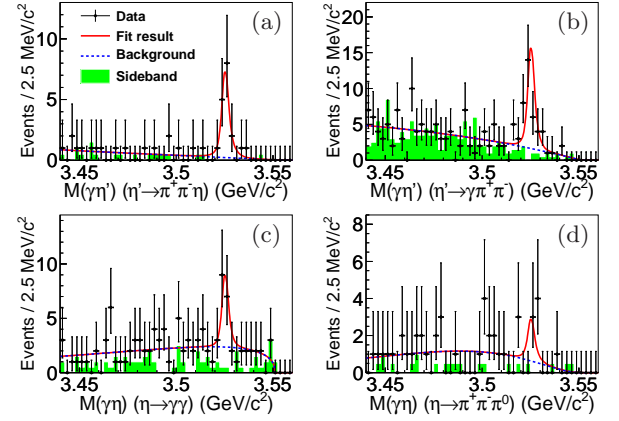 Events / 2.5 MeV/c²
10
5
0
Data
Fit result
Background
Sideband
(a)
3.45 3.5 3.55
M(γη') (η'→π⁺π⁻η) (GeV/c²)
Events / 2.5 MeV/c²
20
15
10
5
0
(b)
3.45 3.5 3.55
M(γη') (η'→γπ⁺π⁻) (GeV/c²)
Events / 2.5 MeV/c²
10
5
0
(c)
3.45 3.5 3.55
M(γη) (η→γγ) (GeV/c²)
Events / 2.5 MeV/c²
8
6
4
2
0
(d)
3.45 3.5 3.55
M(γη) (η→π⁺π⁻π⁰) (GeV/c²)